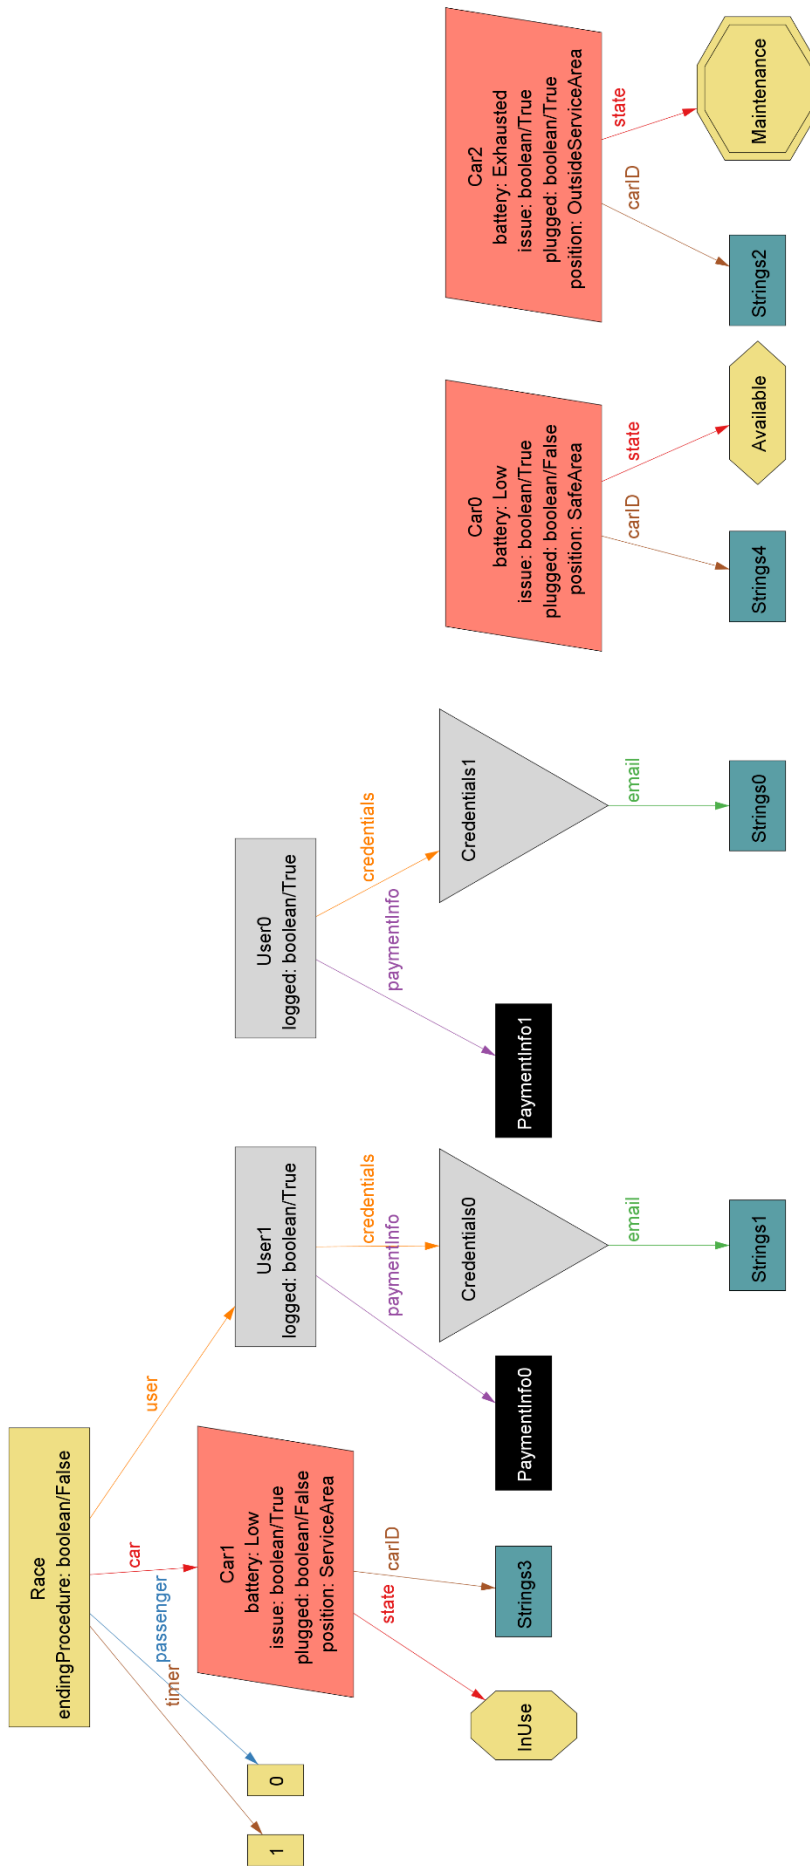 Race
endingProcedure: boolean/False
timer
passenger
car
user
1
0
Car1
battery: Low
issue: boolean/True
plugged: boolean/False
position: ServiceArea
User1
logged: boolean/True
User0
logged: boolean/True
state
carID
paymentInfo
credentials
paymentInfo
credentials
InUse
Strings3
PaymentInfo0
Credentials0
PaymentInfo1
Credentials1
Car0
battery: Low
issue: boolean/True
plugged: boolean/False
position: SafeArea
Car2
battery: Exhausted
issue: boolean/True
plugged: boolean/True
position: OutsideServiceArea
email
email
carID
state
carID
state
Strings1
Strings0
Strings4
Available
Strings2
Maintenance